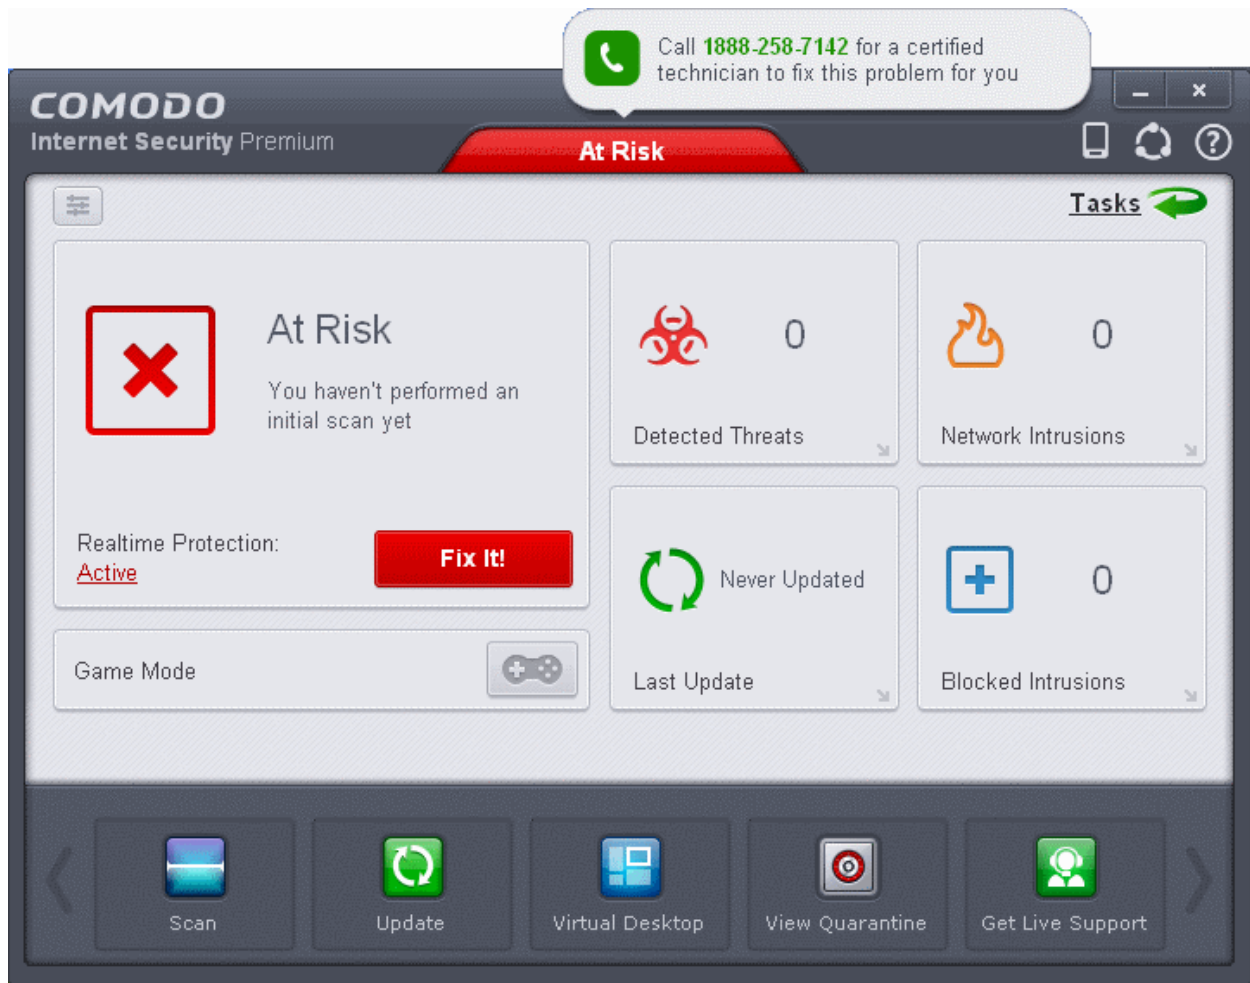 Call 1888-258-7142 for a certified
technician to fix this problem for you
COMODO
Internet Security Premium
At Risk
Tasks
At Risk
You haven't performed an
initial scan yet
Realtime Protection:
Active
Fix It!
0
Detected Threats
0
Network Intrusions
Game Mode
Never Updated
Last Update
0
Blocked Intrusions
Scan
Update
Virtual Desktop
View Quarantine
Get Live Support